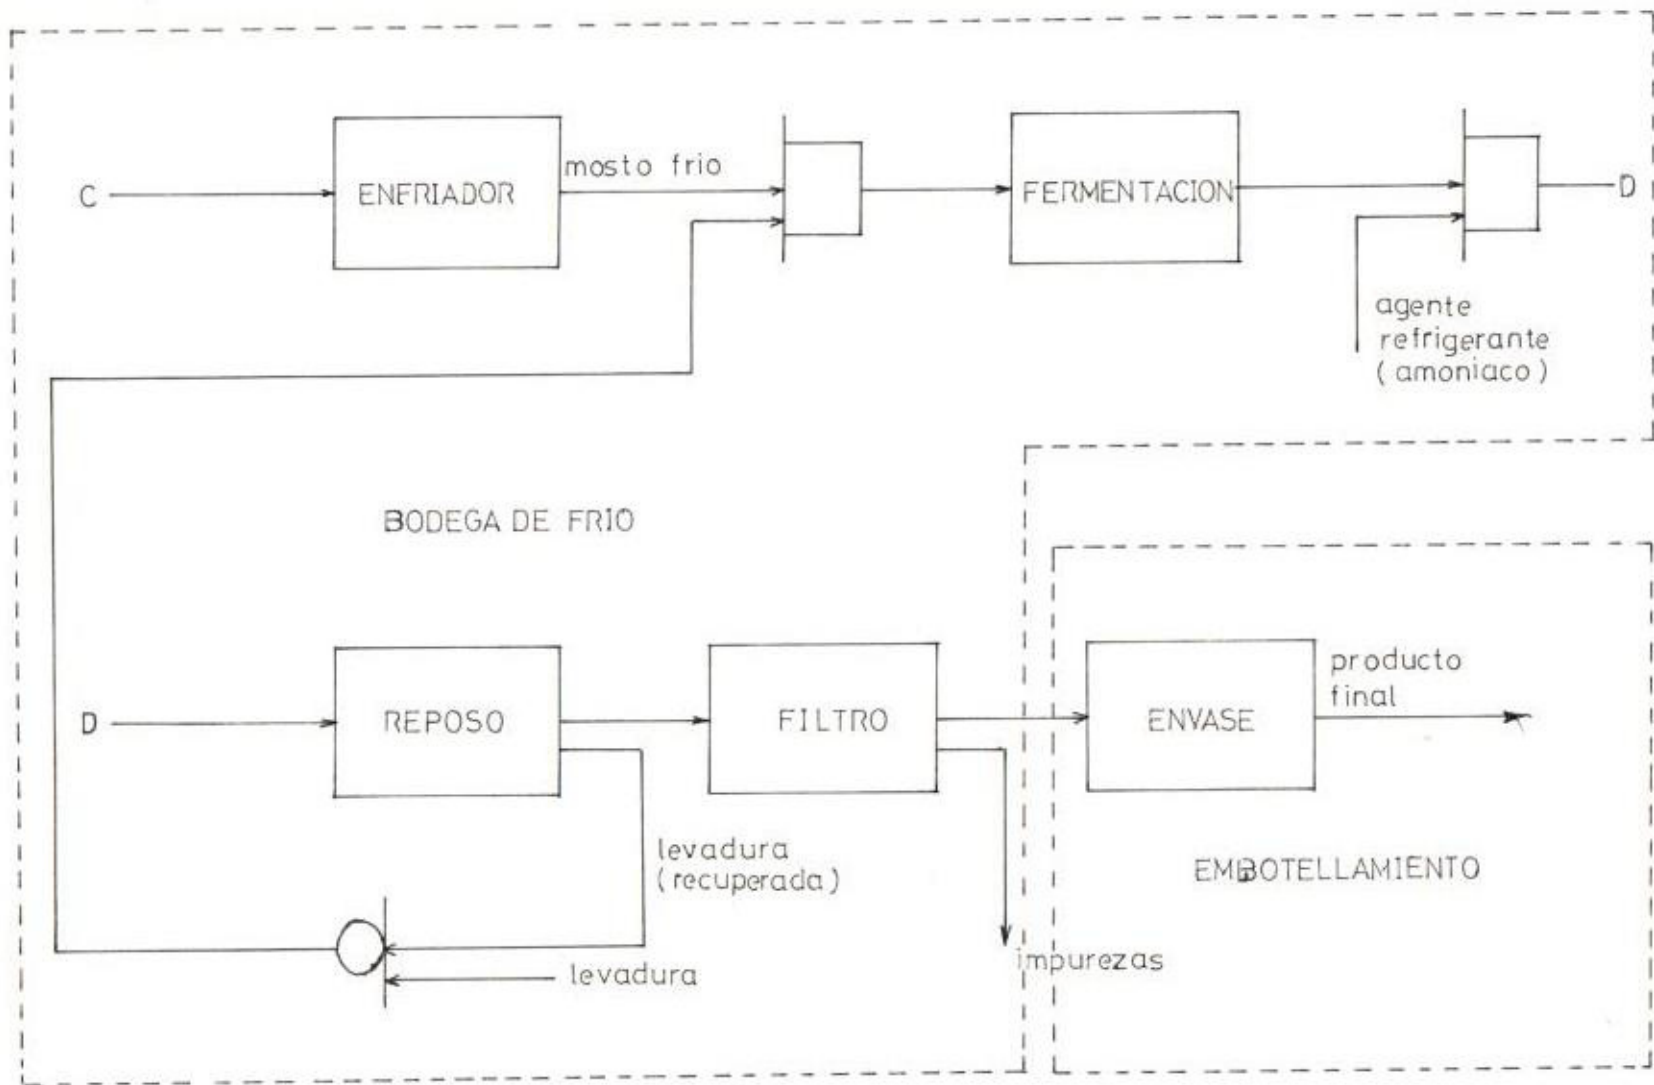 C
ENFRIADOR
mosto frio
FERMENTACION
D
agente
refrigerante
(amoniaco)
BODEGA DE FRIO
D
REPOSO
FILTRO
ENVASE
producto
final
levadura
(recuperada)
EMBOTELLAMIENTO
levadura
impurezas